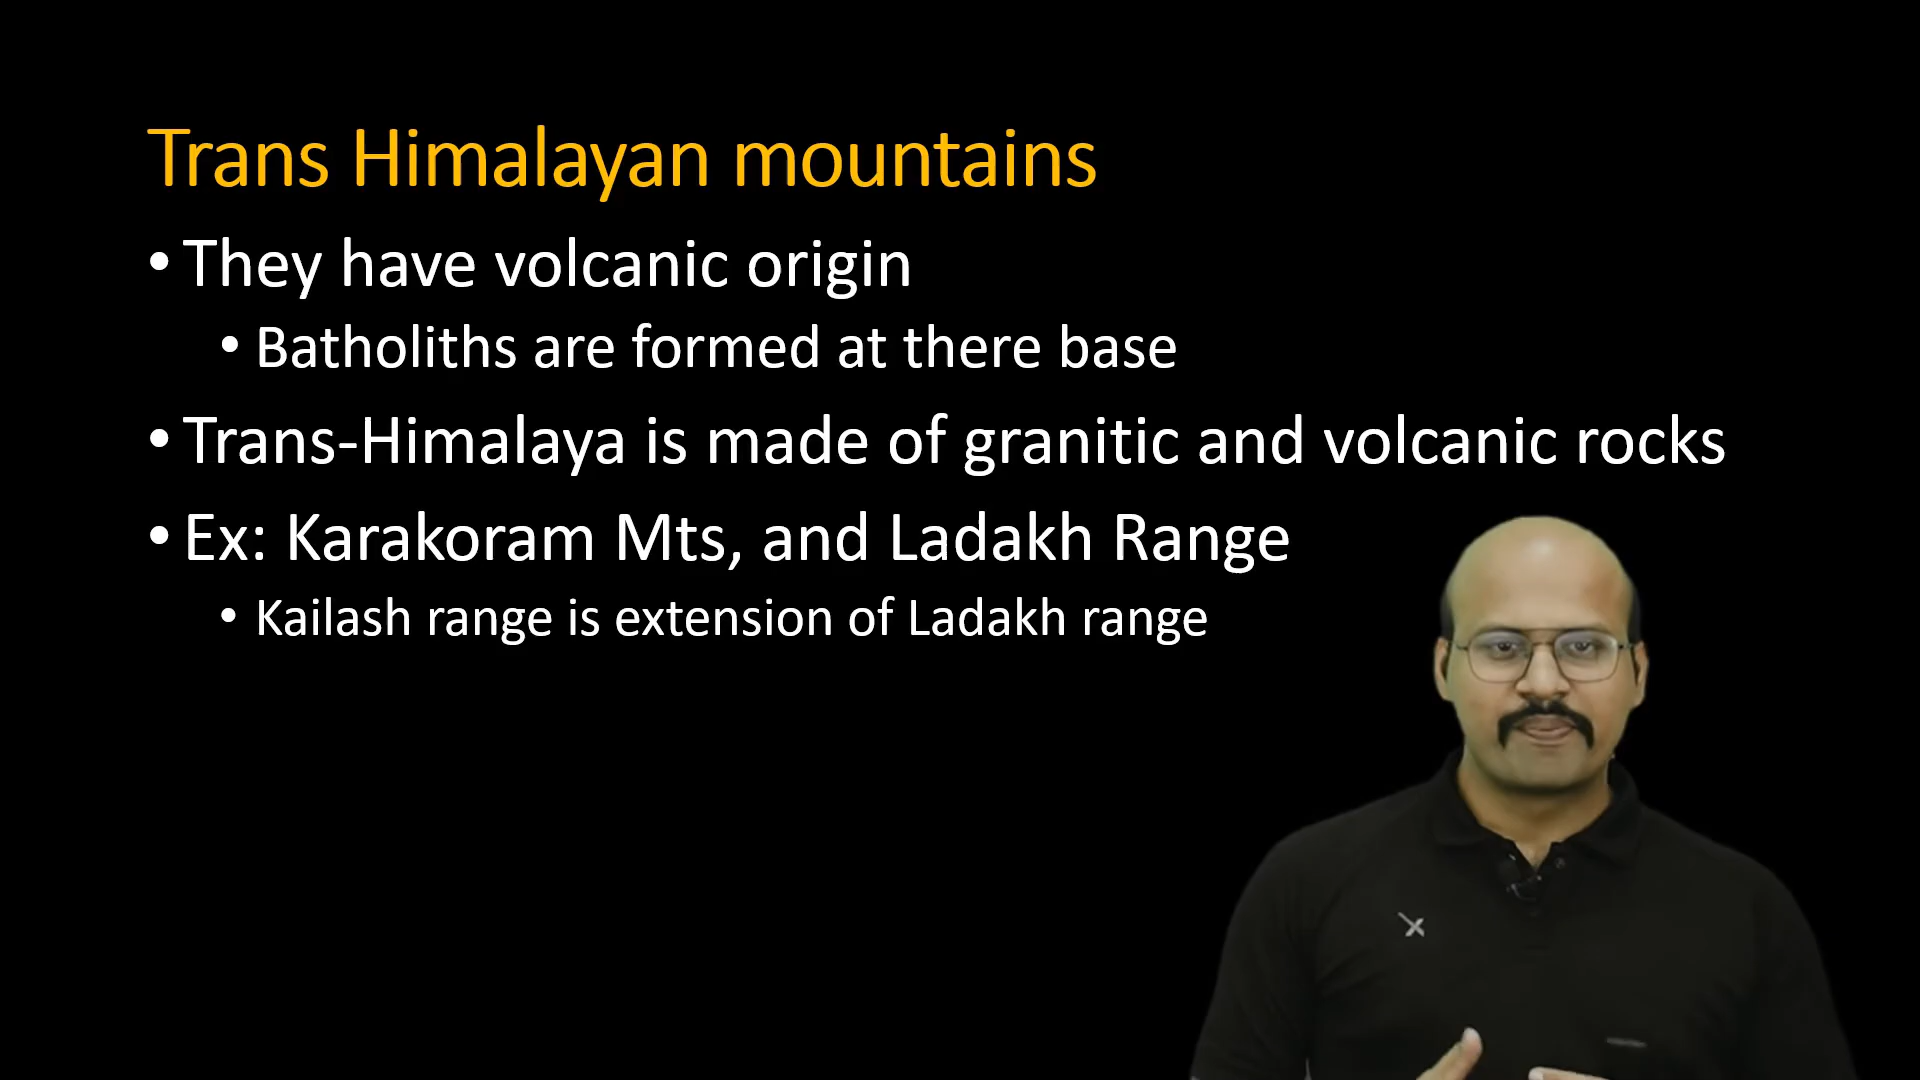 Trans Himalayan mountains
• They have volcanic origin
• Batholiths are formed at there base
• Trans-Himalaya is made of granitic and volcanic rocks
• Ex: Karakoram Mts, and Ladakh Range
• Kailash range is extension of Ladakh range